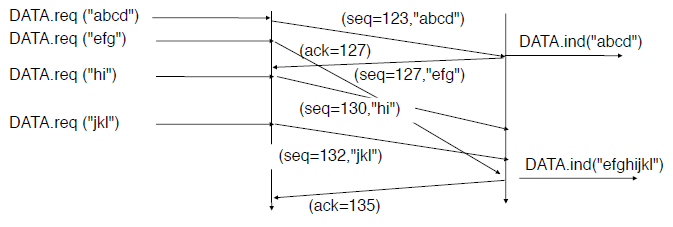 DATA.req ("abcd")
(seq=123,"abcd")
DATA.req ("efg")
(ack=127)
DATA.ind("abcd")
DATA.req ("hi")
(seq=127,"efg")
(seq=130,"hi")
DATA.req ("jkl")
(seq=132,"jkl")
DATA.ind("efghijkl")
(ack=135)